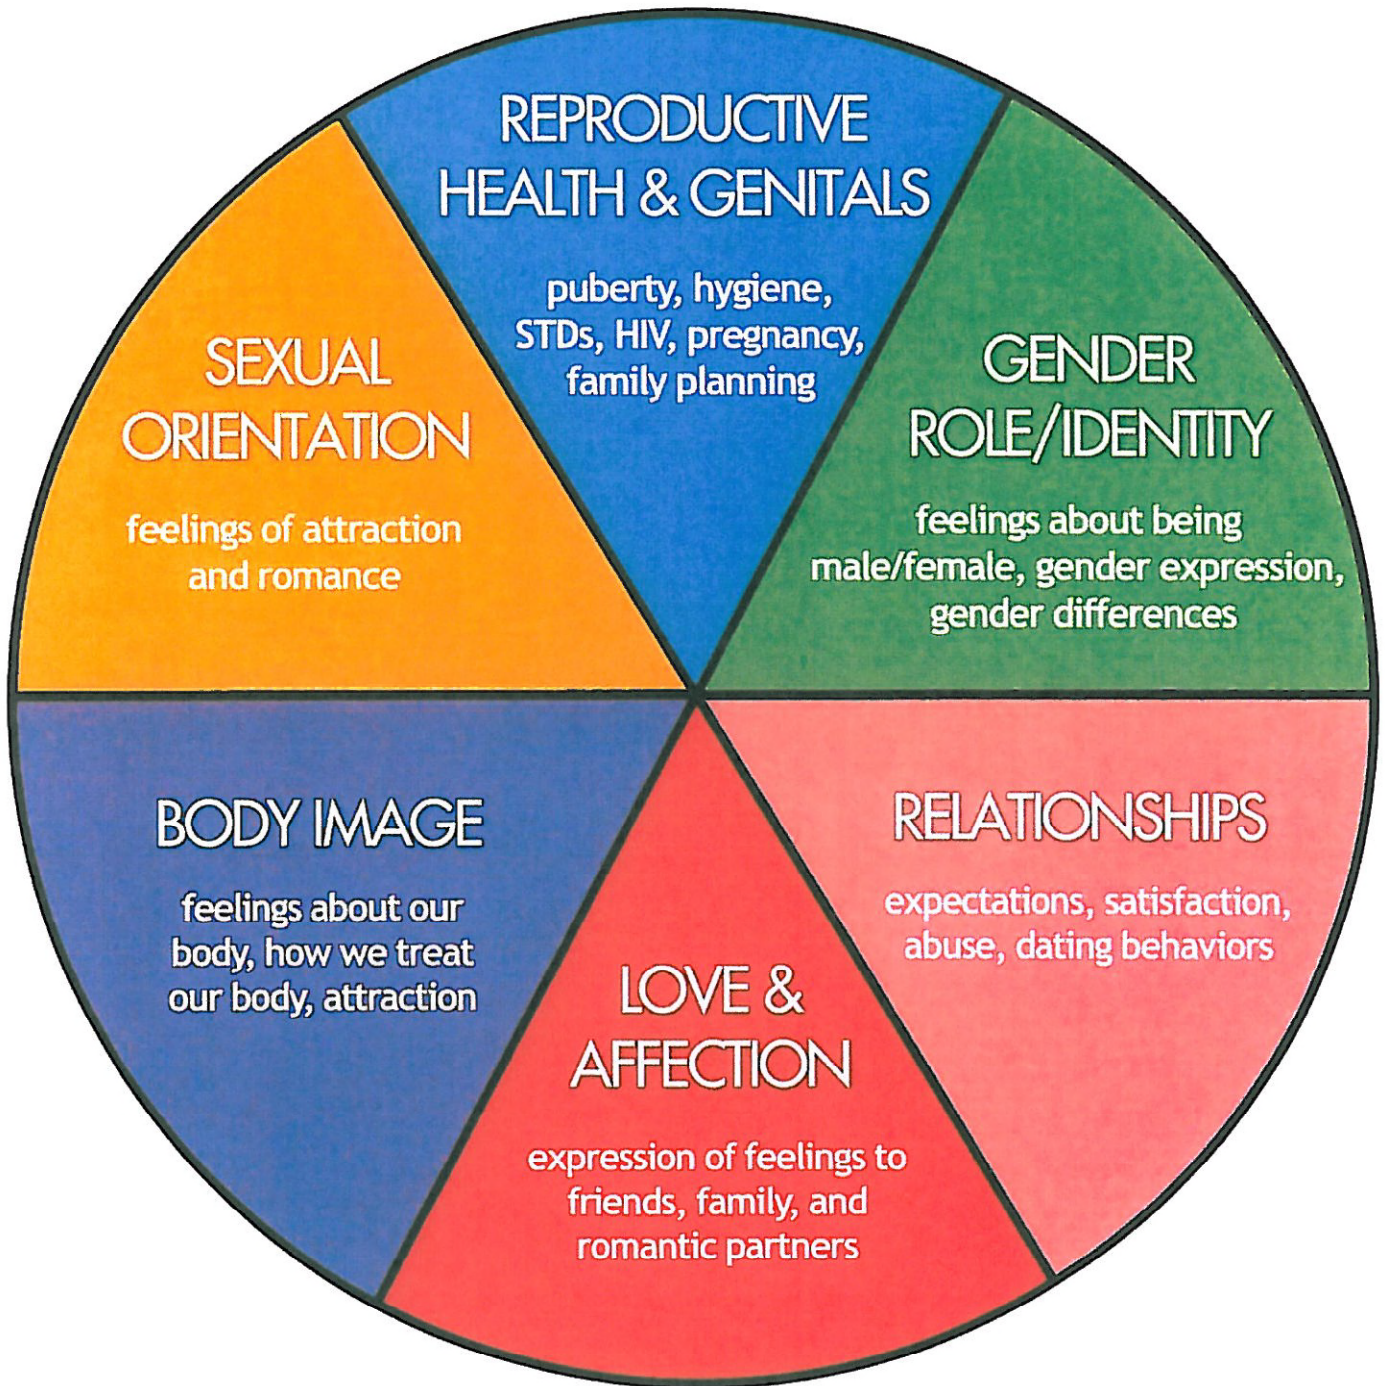 REPRODUCTIVE
HEALTH & GENITALS
puberty, hygiene,
STDs, HIV, pregnancy,
family planning
GENDER
ROLE/IDENTITY
feelings about being
male/female, gender expression,
gender differences
RELATIONSHIPS
expectations, satisfaction,
abuse, dating behaviors
LOVE &
AFFECTION
expression of feelings to
friends, family, and
romantic partners
BODY IMAGE
feelings about our
body, how we treat
our body, attraction
SEXUAL
ORIENTATION
feelings of attraction
and romance